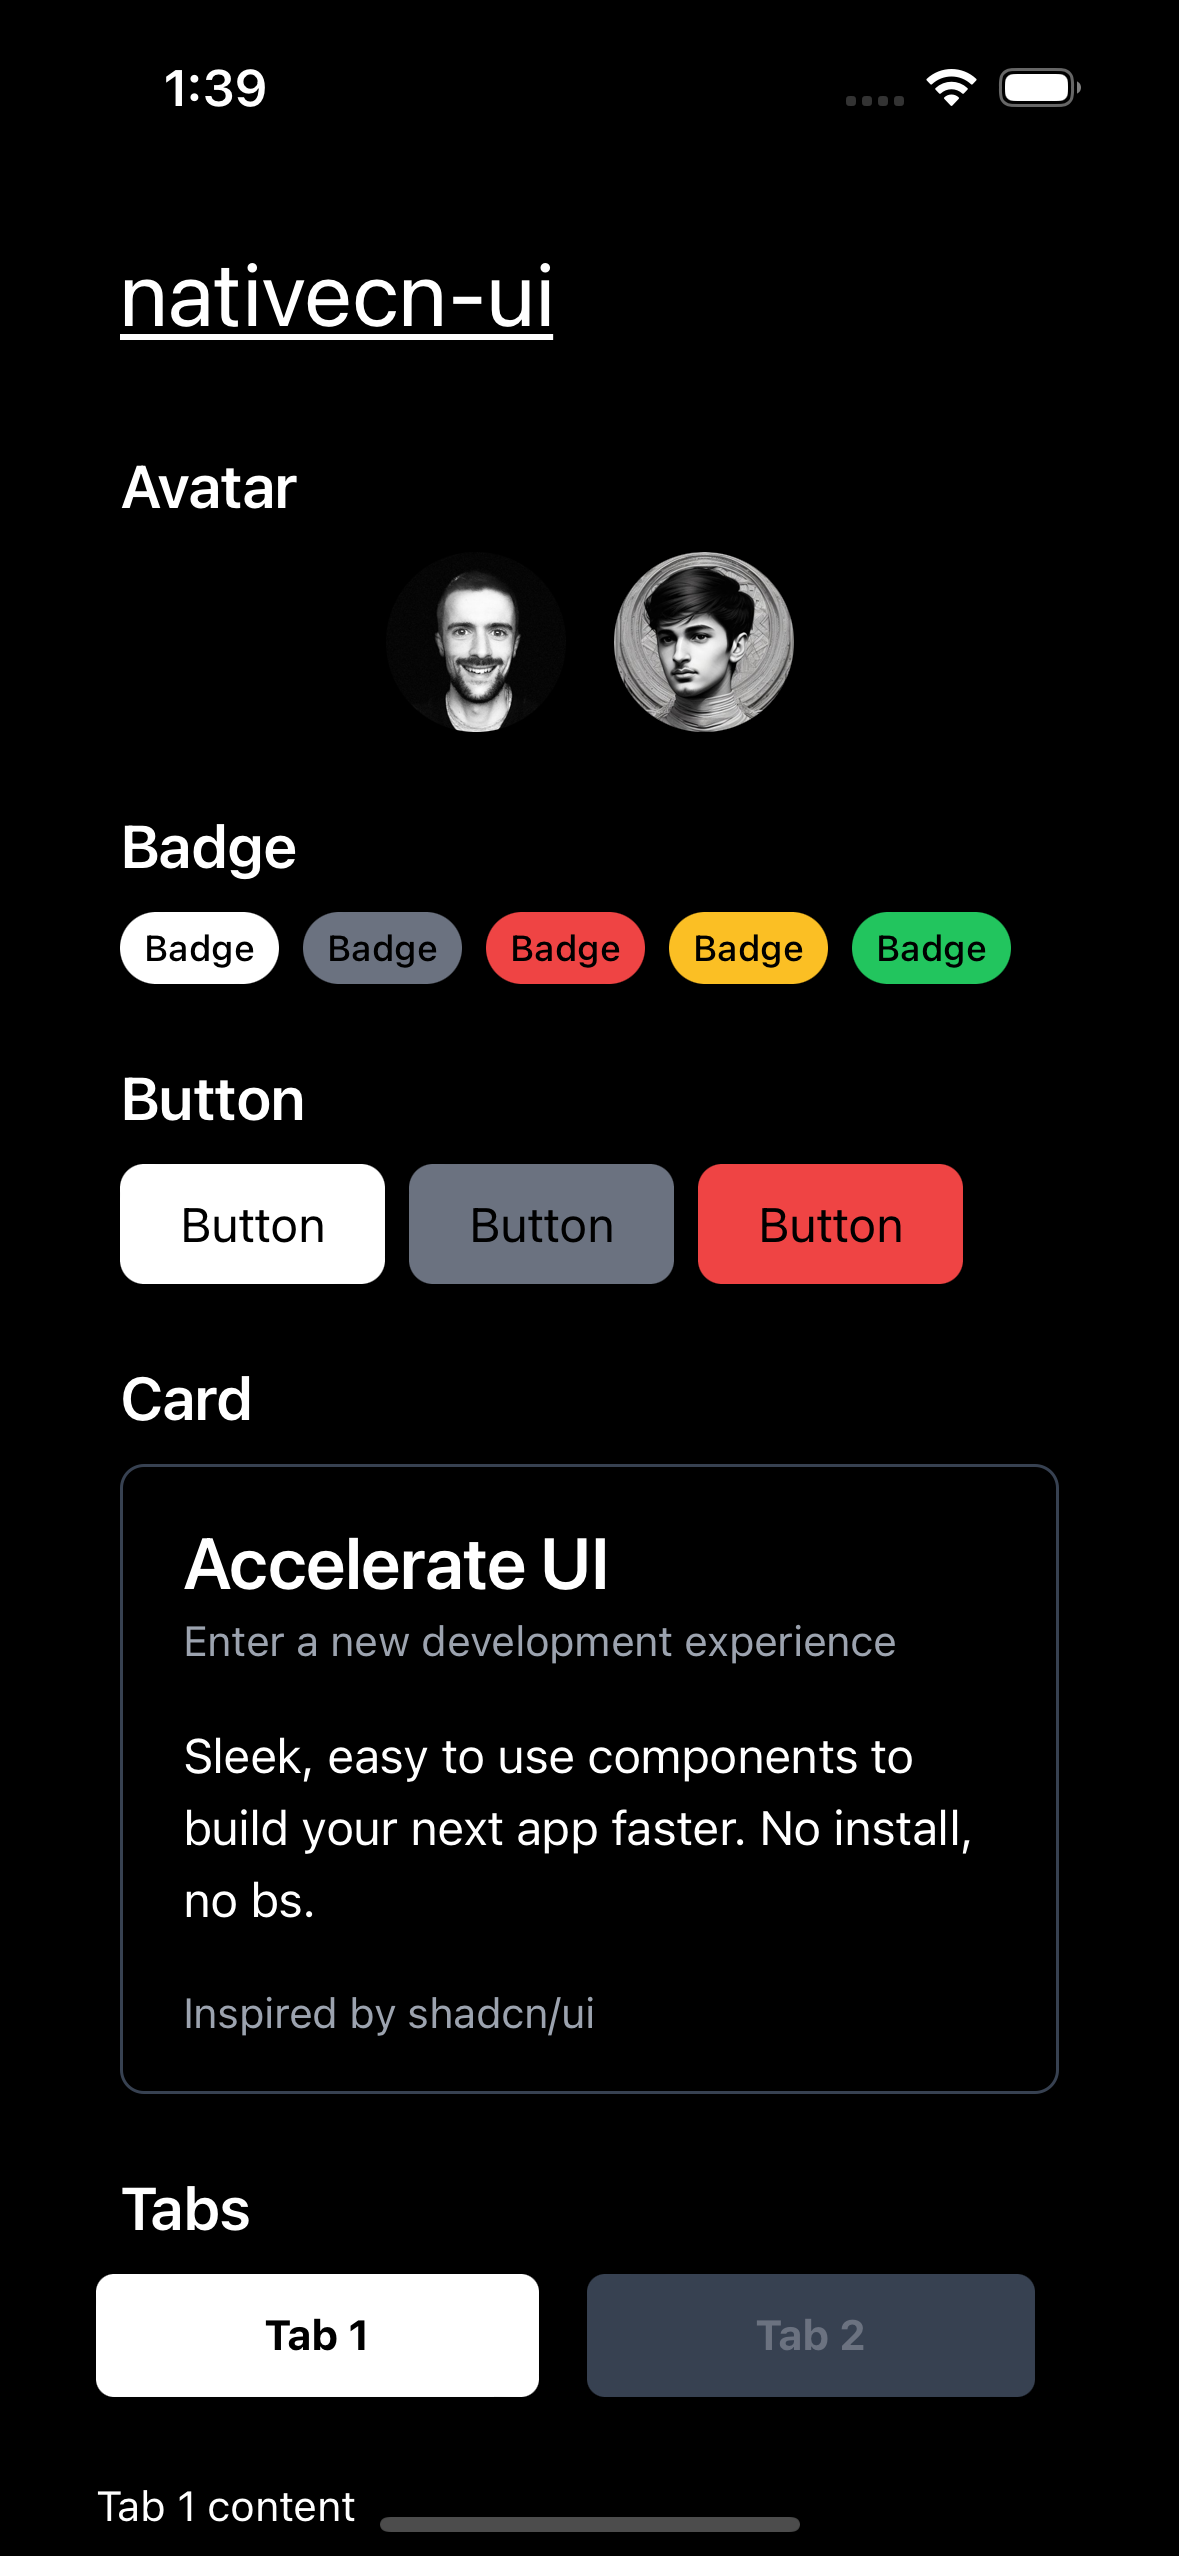 1:39
nativecn-ui
Avatar
Badge
Badge Badge Badge Badge Badge
Button
Button Button Button
Card
Accelerate UI
Enter a new development experience
Sleek, easy to use components to
build your next app faster. No install,
no bs.
Inspired by shadcn/ui
Tabs
Tab 1 Tab 2
Tab 1 content